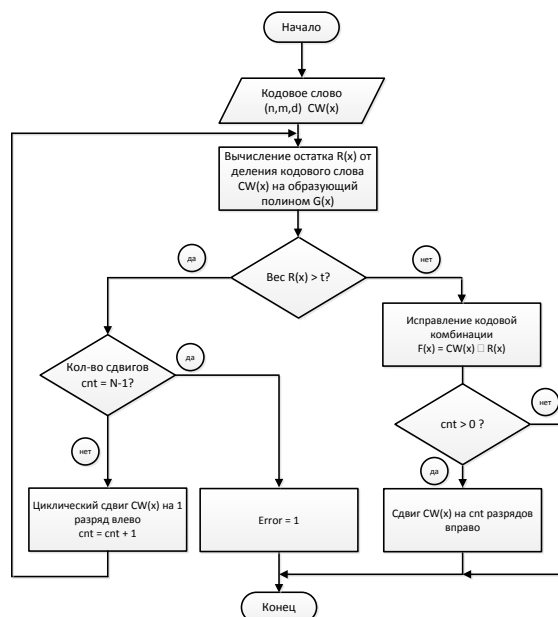 Начало
Кодовое слово
(n,m,d) CW(x)
Вычисление остатка R(x) от
деления кодового слова
CW(x) на образующий
полином G(x)
да
Вес R(x) > t?
нет
Исправление кодовой
комбинации
F(x) = CW(x) □ R(x)
Кол-во сдвигов
cnt = N-1?
да
cnt > 0 ?
нет
нет
да
Циклический сдвиг CW(x) на 1
разряд влево
cnt = cnt + 1
Error = 1
Сдвиг CW(x) на cnt разрядов
вправо
Конец